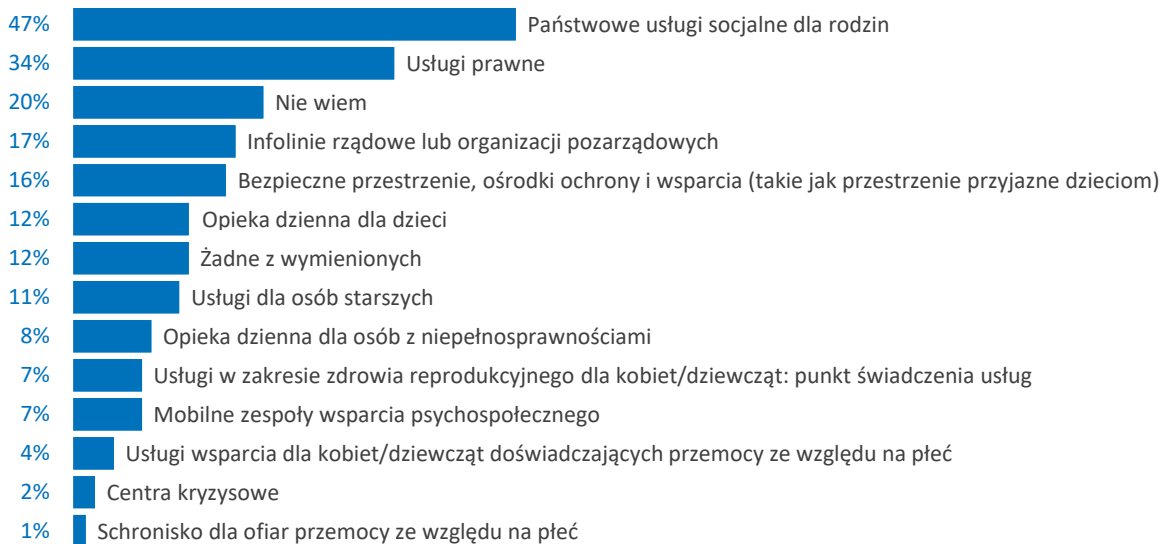 47% Państwowe usługi socjalne dla rodzin
34% Usługi prawne
20% Nie wiem
17% Infolinie rządowe lub organizacji pozarządowych
16% Bezpieczne przestrzenie, ośrodki ochrony i wsparcia (takie jak przestrzenie przyjazne dzieciom)
12% Opieka dzienna dla dzieci
12% Żadne z wymienionych
11% Usługi dla osób starszych
8% Opieka dzienna dla osób z niepełnosprawnościami
7% Usługi w zakresie zdrowia reprodukcyjnego dla kobiet/dziewcząt: punkt świadczenia usług
7% Mobilne zespoły wsparcia psychospołecznego
4% Usługi wsparcia dla kobiet/dziewcząt doświadczających przemocy ze względu na płeć
2% Centra kryzysowe
1% Schronisko dla ofiar przemocy ze względu na płeć